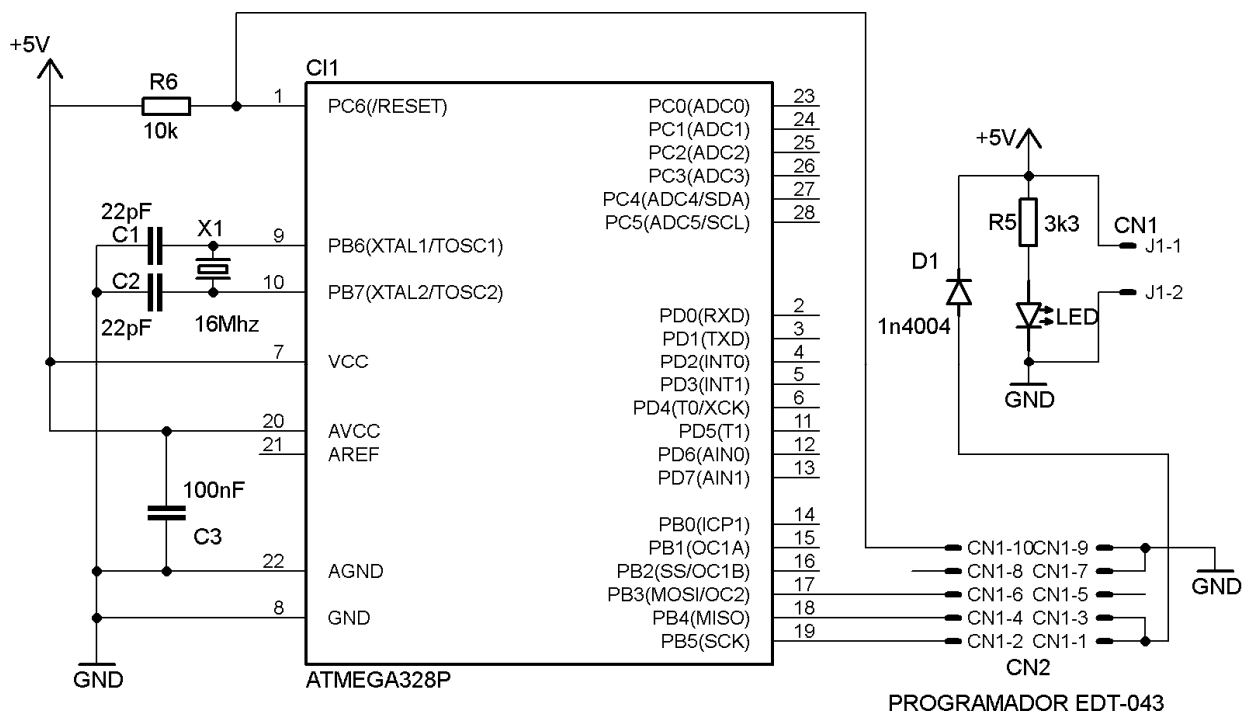 +5V
R6
10k
CI1
1
PC6(/RESET)
22pF
C1
X1
9
PB6(XTAL1/TOSC1)
C2
10
PB7(XTAL2/TOSC2)
22pF
16Mhz
7
VCC
20
AVCC
21
AREF
100nF
C3
22
AGND
8
GND
GND
ATMEGA328P
PC0(ADC0)
23
PC1(ADC1)
24
PC2(ADC2)
25
PC3(ADC3)
26
PC4(ADC4/SDA)
27
PC5(ADC5/SCL)
28
PD0(RXD)
2
PD1(TXD)
3
PD2(INT0)
4
PD3(INT1)
5
PD4(T0/XCK)
6
PD5(T1)
11
PD6(AIN0)
12
PD7(AIN1)
13
PB0(ICP1)
14
PB1(OC1A)
15
PB2(SS/OC1B)
16
PB3(MOSI/OC2)
17
PB4(MISO)
18
PB5(SCK)
19
+5V
R5
3k3
CN1
J1-1
D1
1n4004
J1-2
LED
GND
CN1-10
CN1-9
CN1-8
CN1-7
CN1-6
CN1-5
CN1-4
CN1-3
CN1-2
CN1-1
GND
CN2
PROGRAMADOR EDT-043